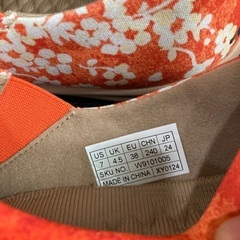 US UK EU CHN JP
7 4.5 38 240 24
SKU NO W9101005
MADE IN CHINA XY0124